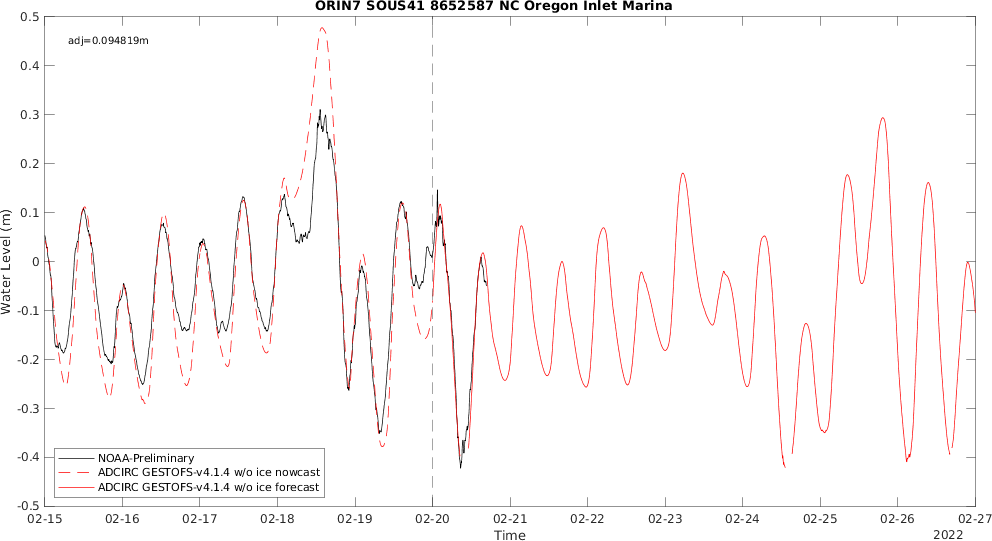 ORIN7 SOUS41 8652587 NC Oregon Inlet Marina
adj=0.094819m
Water Level (m)
0.5
0.4
0.3
0.2
0.1
0
-0.1
-0.2
-0.3
-0.4
-0.5
NOAA-Preliminary
ADCIRC GESTOFS-v4.1.4 w/o ice nowcast
ADCIRC GESTOFS-v4.1.4 w/o ice forecast
02-15 02-16 02-17 02-18 02-19 02-20 02-21 02-22 02-23 02-24 02-25 02-26 02-27
Time
2022